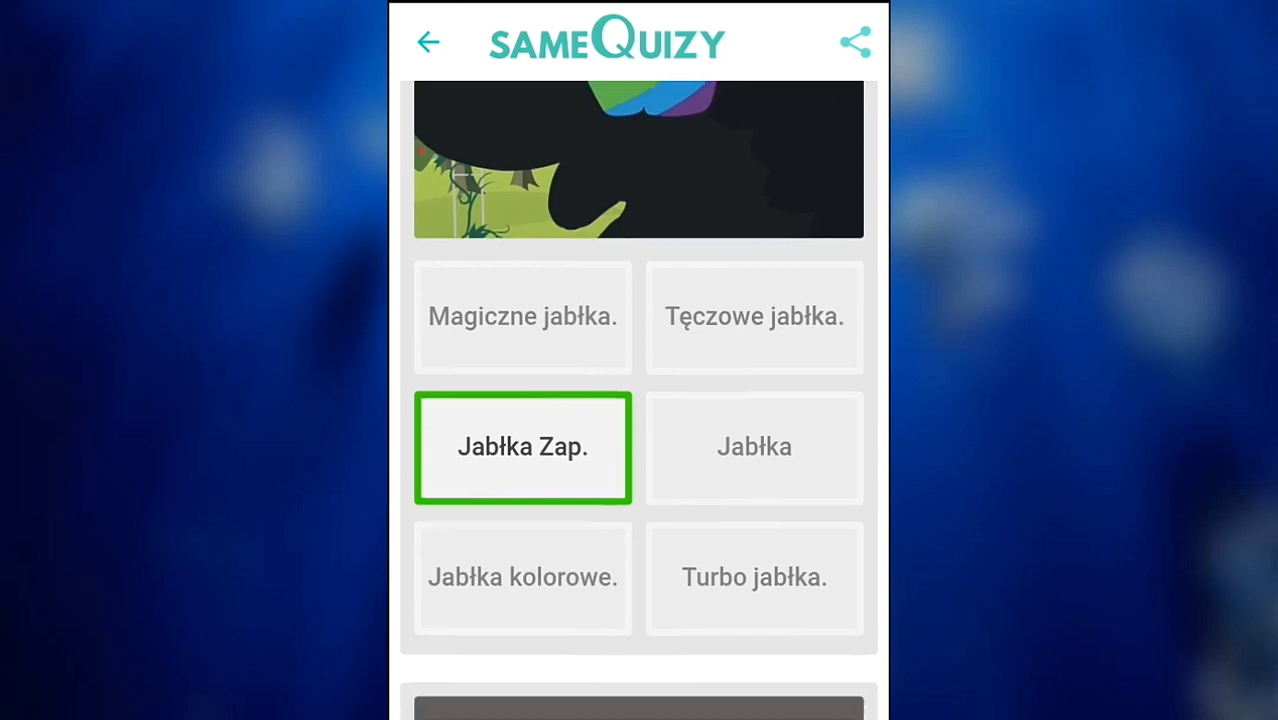 SAMEQUIZY
Magiczne jabłka.
Tęczowe jabłka.
Jabłka Zap.
Jabłka
Jabłka kolorowe.
Turbo jabłka.